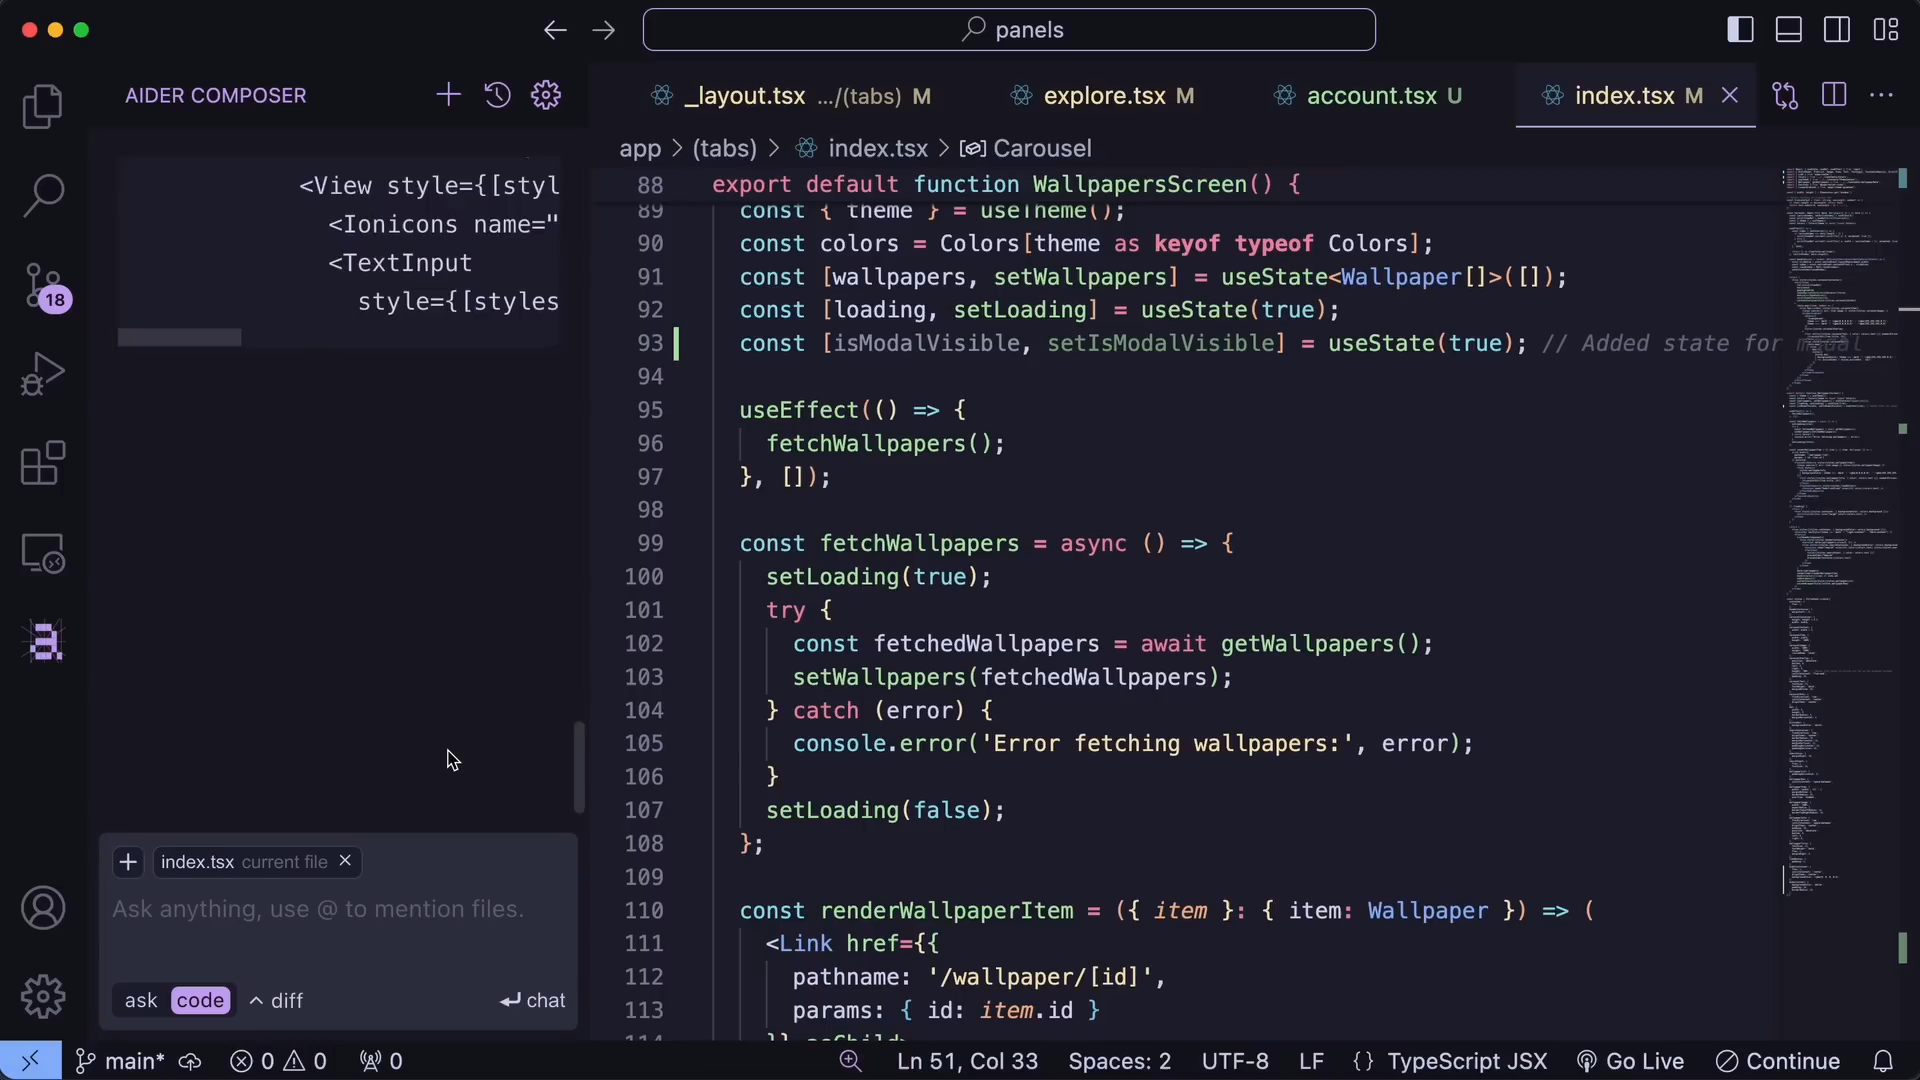 panels
AIDER COMPOSER
_layout.tsx .../(tabs) M
explore.tsx M
account.tsx U
index.tsx M
app > (tabs) > index.tsx > Carousel
<View style={[styl
<Ionicons name="
<TextInput
style={[styles
18
88 export default function WallpapersScreen() {
89 const { theme } = useTheme();
90 const colors = Colors[theme as keyof typeof Colors];
91 const [wallpapers, setWallpapers] = useState<Wallpaper[]>([]);
92 const [loading, setLoading] = useState(true);
93 const [isModalVisible, setIsModalVisible] = useState(true); // Added state for modal
94
95 useEffect(() => {
96 fetchWallpapers();
97 }, []);
98
99 const fetchWallpapers = async () => {
100 setLoading(true);
101 try {
102 const fetchedWallpapers = await getWallpapers();
103 setWallpapers(fetchedWallpapers);
104 } catch (error) {
105 console.error('Error fetching wallpapers:', error);
106 }
107 setLoading(false);
108 };
109
110 const renderWallpaperItem = ({ item }: { item: Wallpaper }) => (
111 <Link href={{
112 pathname: '/wallpaper/[id]',
113 params: { id: item.id }
114 }} asChild>
index.tsx current file
Ask anything, use @ to mention files.
ask code diff chat
main* 0 0 0
Ln 51, Col 33 Spaces: 2 UTF-8 LF {} TypeScript JSX Go Live Continue